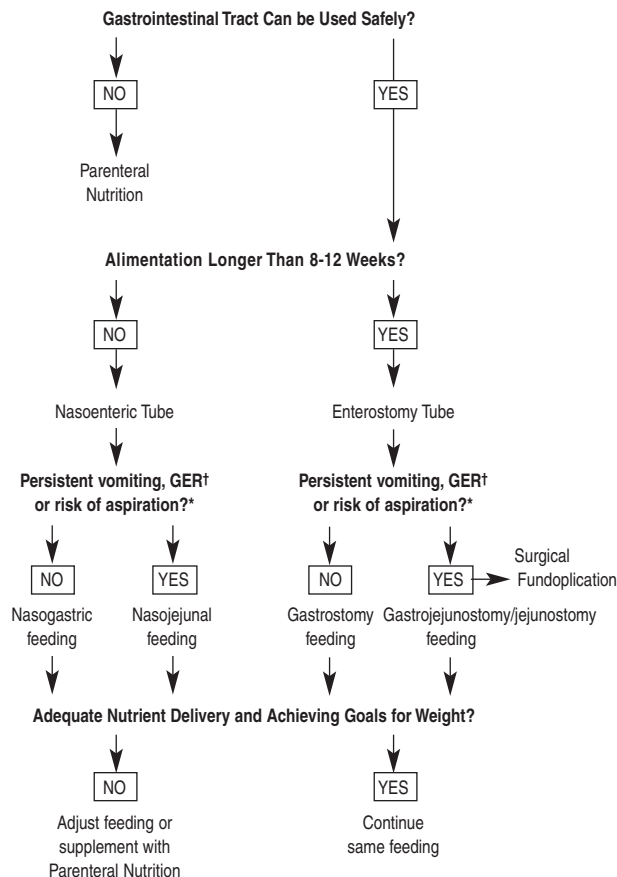 Gastrointestinal Tract Can be Used Safely?
NO
YES
Parenteral
Nutrition
Alimentation Longer Than 8-12 Weeks?
NO
YES
Nasoenteric Tube
Enterostomy Tube
Persistent vomiting, GER†
or risk of aspiration?*
Persistent vomiting, GER†
or risk of aspiration?*
NO
YES
NO
YES
Surgical
Fundoplication
Nasogastric
feeding
Nasojejunal
feeding
Gastrostomy
feeding
Gastrojejunostomy/jejunostomy
feeding
Adequate Nutrient Delivery and Achieving Goals for Weight?
NO
YES
Adjust feeding or
supplement with
Parenteral Nutrition
Continue
same feeding